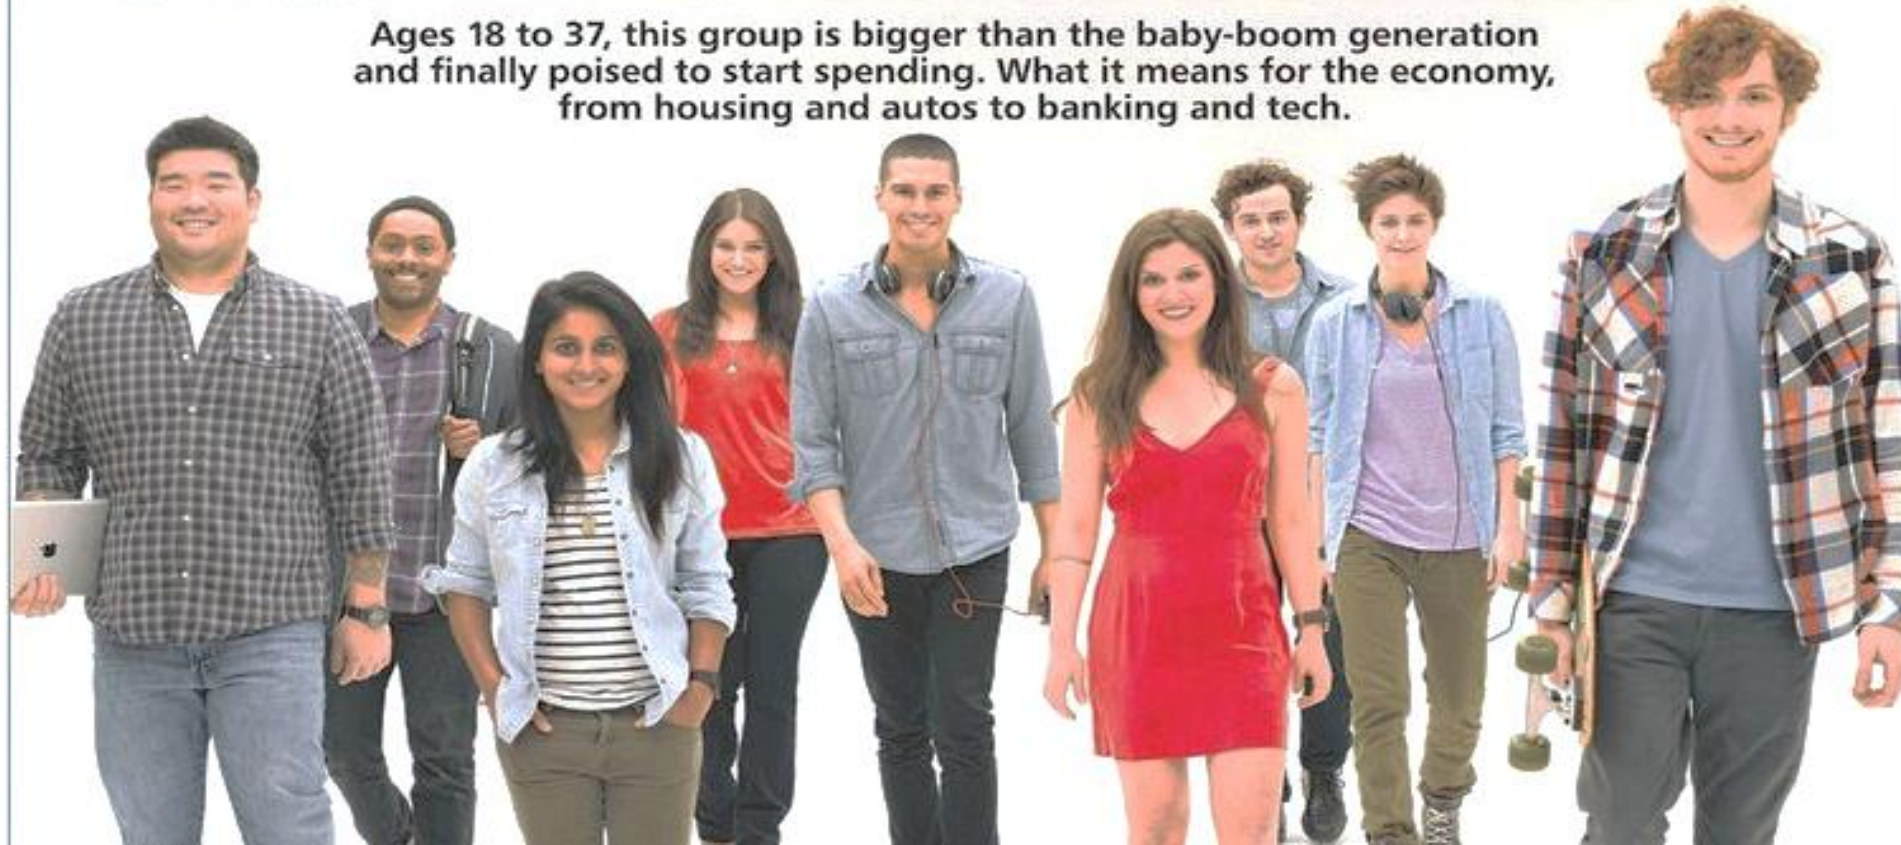 Ages 18 to 37, this group is bigger than the baby-boom generation
and finally poised to start spending. What it means for the economy,
from housing and autos to banking and tech.